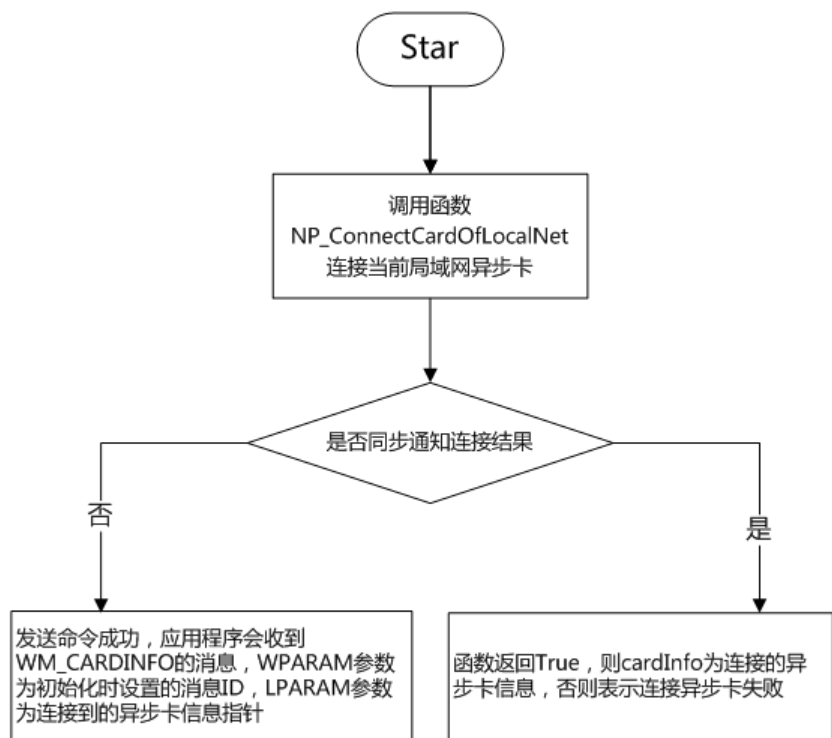 Star
调用函数
NP_ConnectCardOfLocalNet
连接当前局域网异步卡
是否同步通知连接结果
否
是
发送命令成功，应用程序会收到
WM_CARDINFO的消息，WPARAM参数
为初始化时设置的消息ID，LPARAM参数
为连接到的异步卡信息指针
函数返回True，则cardInfo为连接的异
步卡信息，否则表示连接异步卡失败